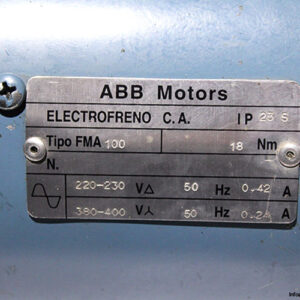 ABB Motors
ELECTROFRENO C.A. IP 23 S
Tipo FMA 100 18 Nm
N.
220-230 V△ 50 Hz 0.42 A
380-400 V⅄ 50 Hz 0.24 A